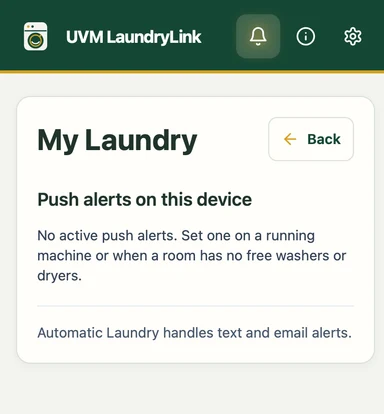 UVM LaundryLink
My Laundry
Back
Push alerts on this device
No active push alerts. Set one on a running
machine or when a room has no free washers or
dryers.
Automatic Laundry handles text and email alerts.